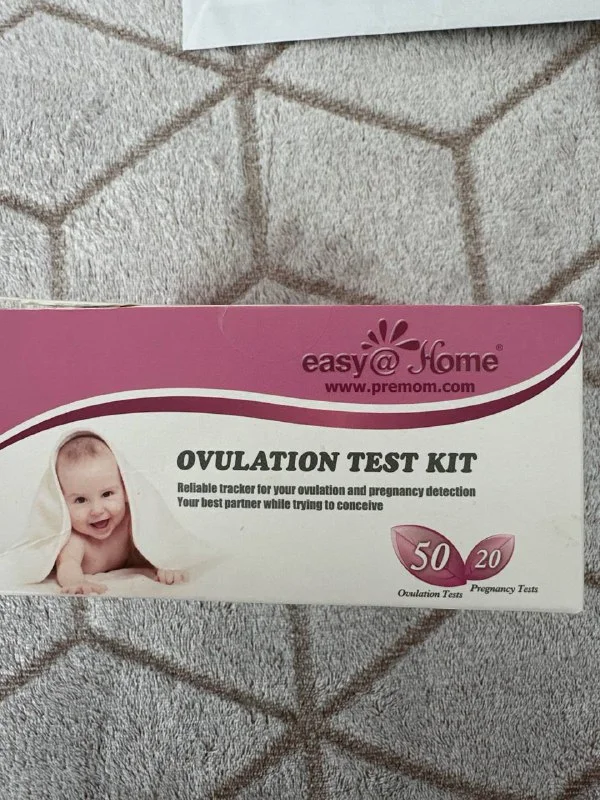 easy@Home®
www.premom.com
OVULATION TEST KIT
Reliable tracker for your ovulation and pregnancy detection
Your best partner while trying to conceive
50 20
Ovulation Tests Pregnancy Tests